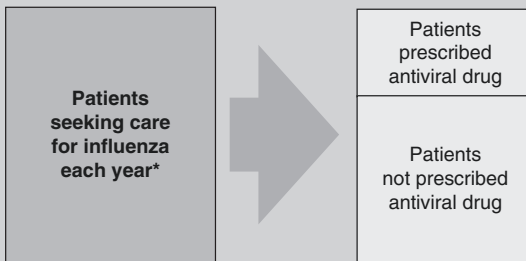 Patients
seeking care
for influenza
each year*
Patients
prescribed
antiviral drug
Patients
not prescribed
antiviral drug